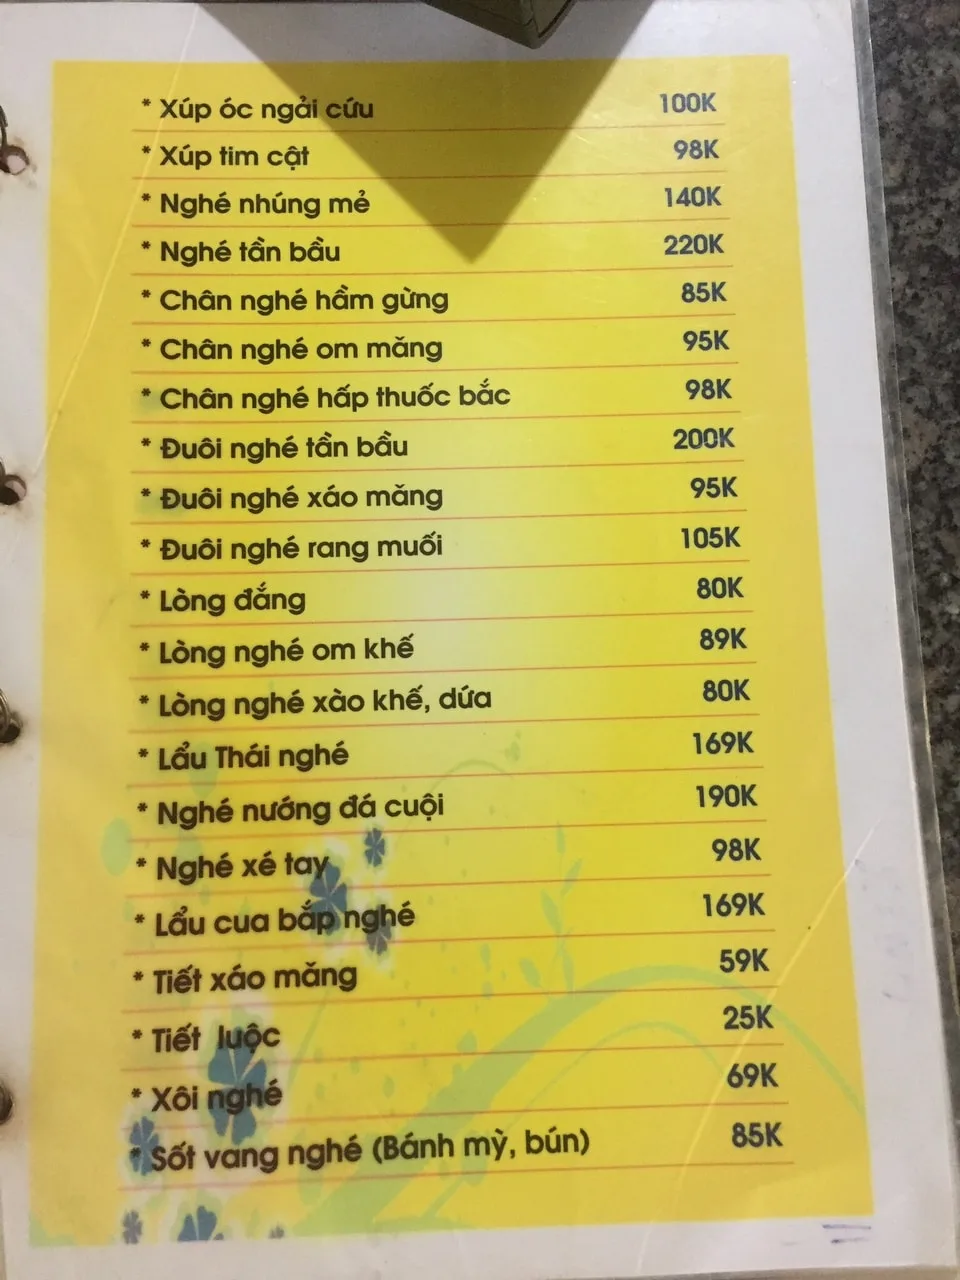 * Xúp óc ngải cứu 100K
* Xúp tim cật 98K
* Nghé nhúng mẻ 140K
* Nghé tần bầu 220K
* Chân nghé hầm gừng 85K
* Chân nghé om măng 95K
* Chân nghé hấp thuốc bắc 98K
* Đuôi nghé tần bầu 200K
* Đuôi nghé xáo măng 95K
* Đuôi nghé rang muối 105K
* Lòng đắng 80K
* Lòng nghé om khế 89K
* Lòng nghé xào khế, dứa 80K
* Lẩu Thái nghé 169K
* Nghé nướng đá cuội 190K
* Nghé xé tay 98K
* Lẩu cua bắp nghé 169K
* Tiết xáo măng 59K
* Tiết luộc 25K
* Xôi nghé 69K
* Sốt vang nghé (Bánh mỳ, bún) 85K